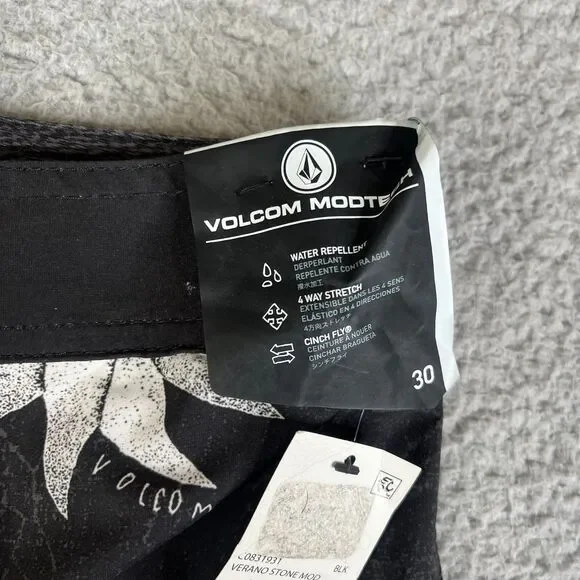 VOLCOM MODTECH
WATER REPELLENT
DERPERLANT
REPELENTE CONTRA AGUA
撥水加工
4 WAY STRETCH
EXTENSIBLE DANS LES 4 SENS
ELÁSTICO EN 4 DIRECCIONES
4方向ストレッチ
CINCH FLY®
CEINTURE À NOUER
CINCHAR BRAGUETA
シンチフライ
30
VOLCOM
C0831931
BLK
VERANO STONE MOD